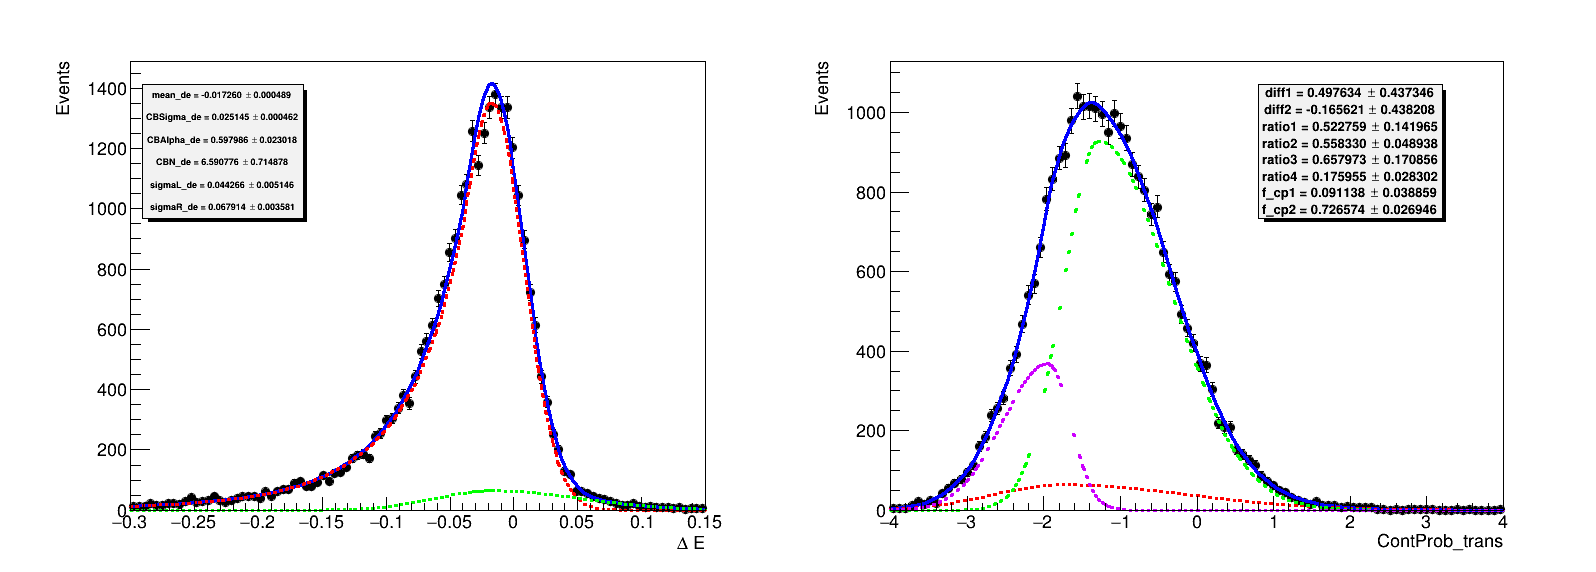 Events
1400
1200
1000
800
600
400
200
0
mean_de = -0.017260 ± 0.000489
CBSigma_de = 0.025145 ± 0.000462
CBAlpha_de = 0.597986 ± 0.023018
CBN_de = 6.590776 ± 0.714878
sigmaL_de = 0.044266 ± 0.005146
sigmaR_de = 0.067914 ± 0.003581
−0.3 −0.25 −0.2 −0.15 −0.1 −0.05 0 0.05 0.1 0.15
Δ E
Events
1000
800
600
400
200
0
diff1 = 0.497634 ± 0.437346
diff2 = -0.165621 ± 0.438208
ratio1 = 0.522759 ± 0.141965
ratio2 = 0.558330 ± 0.048938
ratio3 = 0.657973 ± 0.170856
ratio4 = 0.175955 ± 0.028302
f_cp1 = 0.091138 ± 0.038859
f_cp2 = 0.726574 ± 0.026946
−4 −3 −2 −1 0 1 2 3 4
ContProb_trans